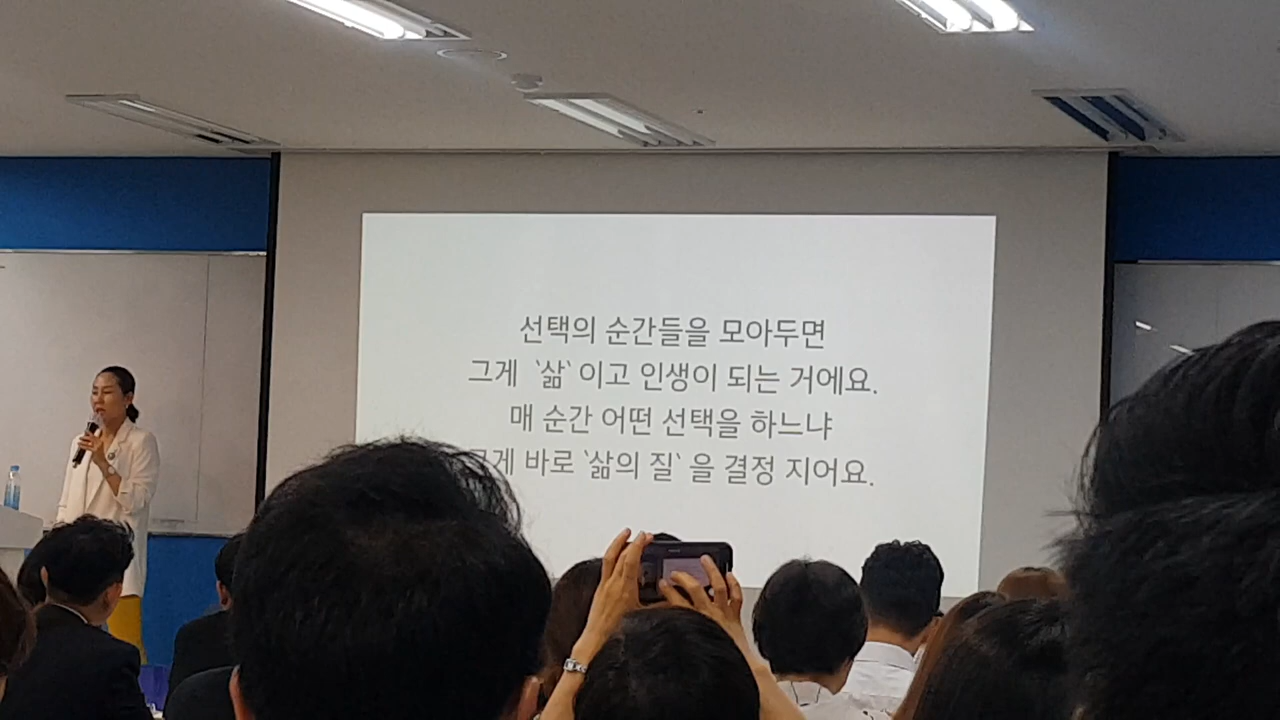 선택의 순간들을 모아두면
그게 `삶` 이고 인생이 되는 거에요.
매 순간 어떤 선택을 하느냐
그게 바로 `삶의 질` 을 결정 지어요.